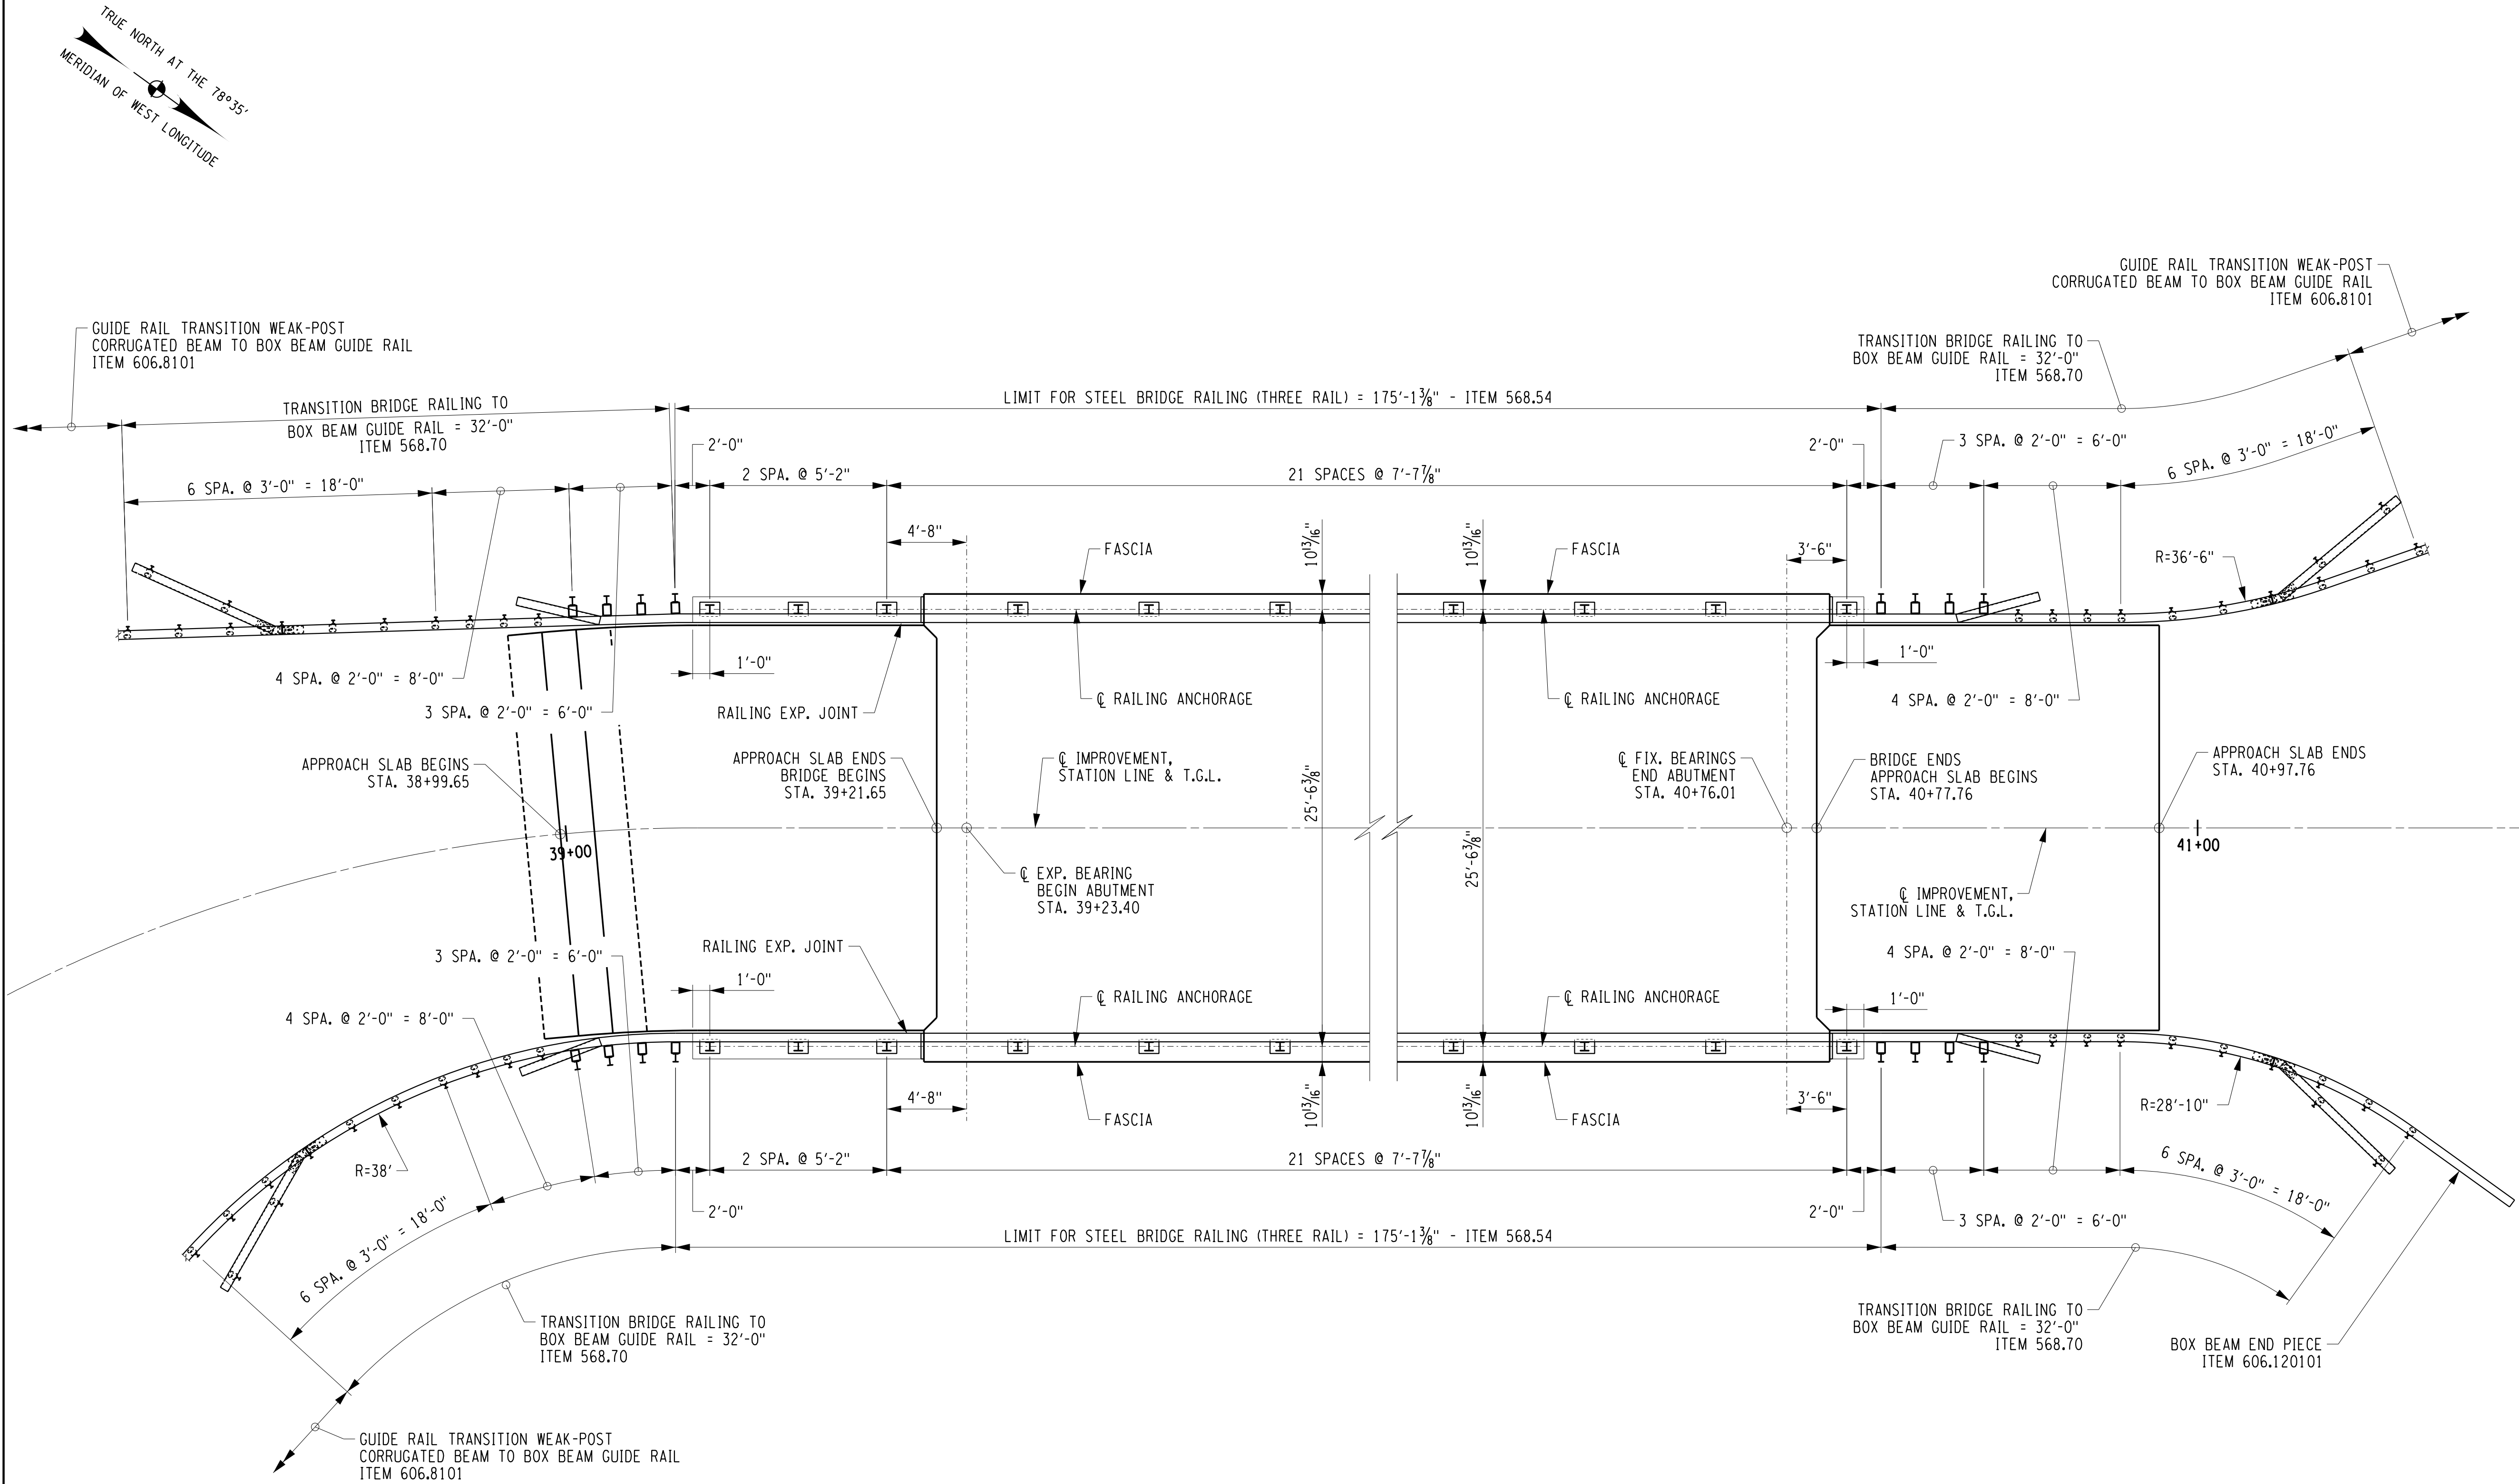 TRUE NORTH AT THE 78°35'
MERIDIAN OF WEST LONGITUDE
GUIDE RAIL TRANSITION WEAK-POST
CORRUGATED BEAM TO BOX BEAM GUIDE RAIL
ITEM 606.8101
GUIDE RAIL TRANSITION WEAK-POST
CORRUGATED BEAM TO BOX BEAM GUIDE RAIL
ITEM 606.8101
TRANSITION BRIDGE RAILING TO
BOX BEAM GUIDE RAIL = 32'-0"
ITEM 568.70
LIMIT FOR STEEL BRIDGE RAILING (THREE RAIL) = 175'-1⅜" - ITEM 568.54
TRANSITION BRIDGE RAILING TO
BOX BEAM GUIDE RAIL = 32'-0"
ITEM 568.70
2'-0"
2'-0"
3 SPA. @ 2'-0" = 6'-0"
6 SPA. @ 3'-0" = 18'-0"
6 SPA. @ 3'-0" = 18'-0"
2 SPA. @ 5'-2"
21 SPACES @ 7'-7⅞"
4'-8"
10¹³⁄₁₆"
FASCIA
10¹³⁄₁₆"
FASCIA
3'-6"
R=36'-6"
4 SPA. @ 2'-0" = 8'-0"
1'-0"
1'-0"
3 SPA. @ 2'-0" = 6'-0"
RAILING EXP. JOINT
℄ RAILING ANCHORAGE
℄ RAILING ANCHORAGE
4 SPA. @ 2'-0" = 8'-0"
APPROACH SLAB BEGINS
STA. 38+99.65
APPROACH SLAB ENDS
BRIDGE BEGINS
STA. 39+21.65
℄ IMPROVEMENT,
STATION LINE & T.G.L.
25'-6⅜"
25'-6⅜"
℄ FIX. BEARINGS
END ABUTMENT
STA. 40+76.01
BRIDGE ENDS
APPROACH SLAB BEGINS
STA. 40+77.76
APPROACH SLAB ENDS
STA. 40+97.76
39+00
41+00
℄ EXP. BEARING
BEGIN ABUTMENT
STA. 39+23.40
℄ IMPROVEMENT,
STATION LINE & T.G.L.
3 SPA. @ 2'-0" = 6'-0"
RAILING EXP. JOINT
4 SPA. @ 2'-0" = 8'-0"
4 SPA. @ 2'-0" = 8'-0"
1'-0"
℄ RAILING ANCHORAGE
℄ RAILING ANCHORAGE
1'-0"
4'-8"
10¹³⁄₁₆"
FASCIA
10¹³⁄₁₆"
FASCIA
3'-6"
R=28'-10"
R=38'
2 SPA. @ 5'-2"
21 SPACES @ 7'-7⅞"
6 SPA. @ 3'-0" = 18'-0"
6 SPA. @ 3'-0" = 18'-0"
2'-0"
2'-0"
3 SPA. @ 2'-0" = 6'-0"
LIMIT FOR STEEL BRIDGE RAILING (THREE RAIL) = 175'-1⅜" - ITEM 568.54
TRANSITION BRIDGE RAILING TO
BOX BEAM GUIDE RAIL = 32'-0"
ITEM 568.70
TRANSITION BRIDGE RAILING TO
BOX BEAM GUIDE RAIL = 32'-0"
ITEM 568.70
BOX BEAM END PIECE
ITEM 606.120101
GUIDE RAIL TRANSITION WEAK-POST
CORRUGATED BEAM TO BOX BEAM GUIDE RAIL
ITEM 606.8101